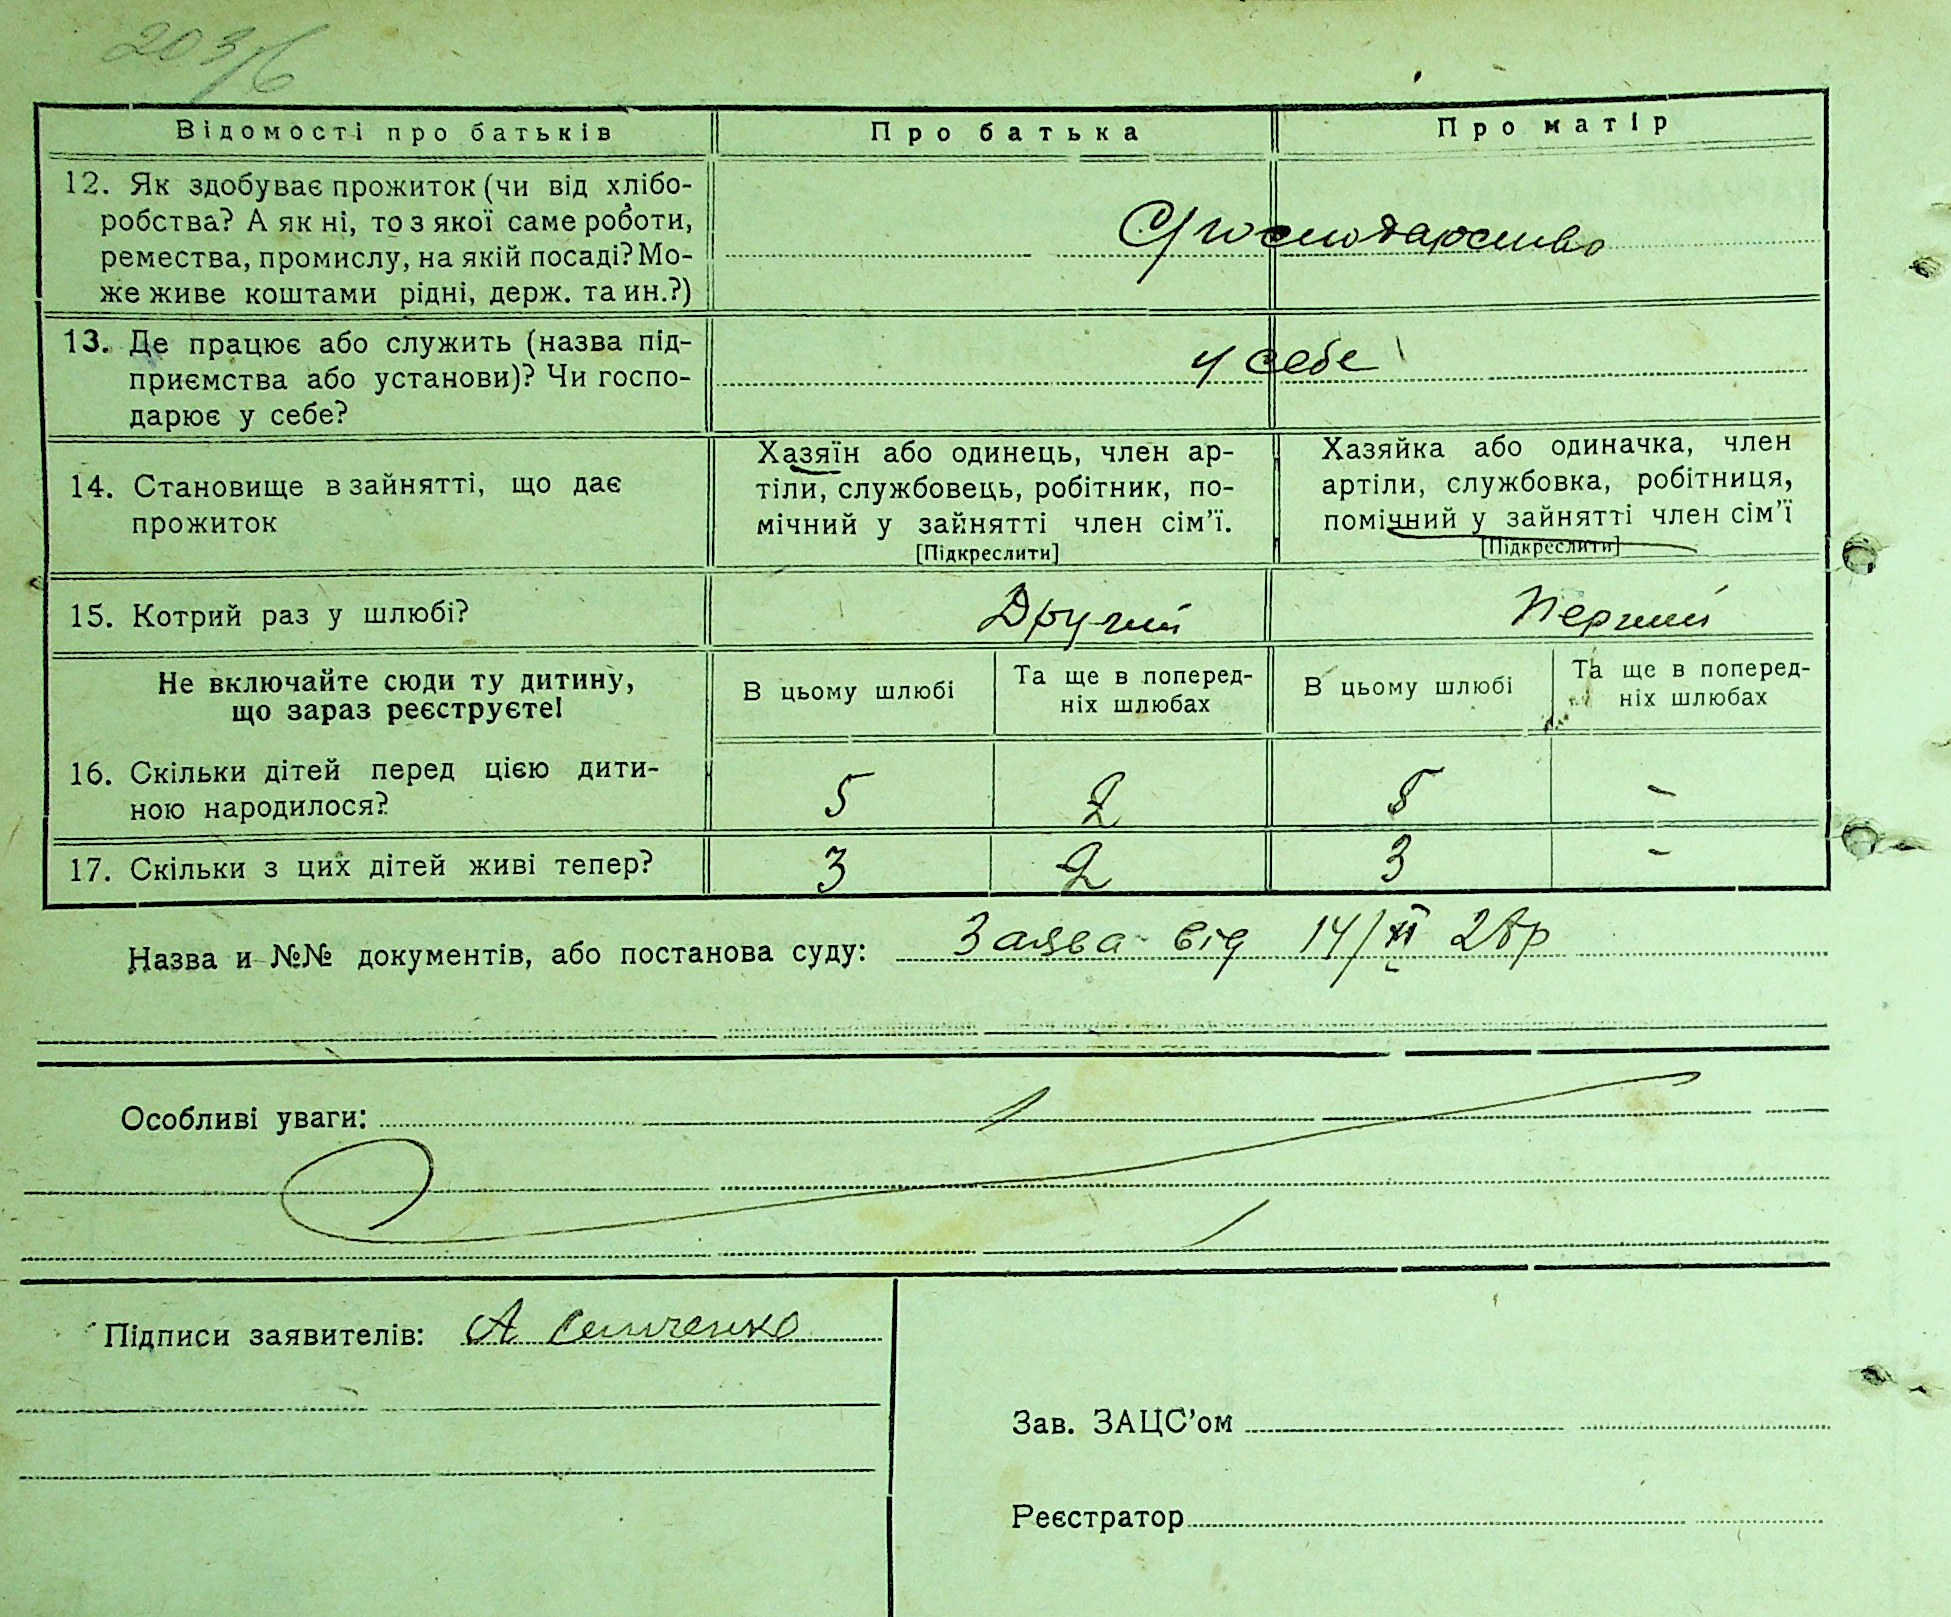 203/6
Відомості про батьків
Про батька
Про матір
12. Як здобуває прожиток (чи від хлібо-
робства? А як ні, то з якої саме роботи,
ремества, промислу, на якій посаді? Мо-
же живе коштами рідні, держ. та ин.?)
С/господарство
13. Де працює або служить (назва під-
приємства або установи)? Чи госпо-
дарює у себе?
у себе
14. Становище в зайнятті, що дає
прожиток
Хазяїн або одинець, член ар-
тіли, службовець, робітник, по-
мічний у зайнятті член сім'ї.
[Підкреслити]
Хазяйка або одиначка, член
артіли, службовка, робітниця,
помічний у зайнятті член сім'ї
[Підкреслити]
15. Котрий раз у шлюбі?
Другий
Перший
Не включайте сюди ту дитину,
що зараз реєструєте!
В цьому шлюбі
Та ще в поперед-
ніх шлюбах
В цьому шлюбі
Та ще в поперед-
ніх шлюбах
16. Скільки дітей перед цією дити-
ною народилося?
5 2 5 -
17. Скільки з цих дітей живі тепер?
3 2 3 -
Назва и №№ документів, або постанова суду: Заява від 14/ 28р
Особливі уваги:
Підписи заявителів: А
Зав. ЗАЦС'ом
Реєстратор